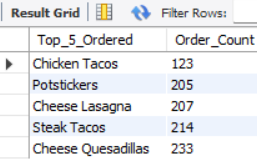 Result Grid Filter Rows:
Top_5_Ordered Order_Count
Chicken Tacos 123
Potstickers 205
Cheese Lasagna 207
Steak Tacos 214
Cheese Quesadillas 233